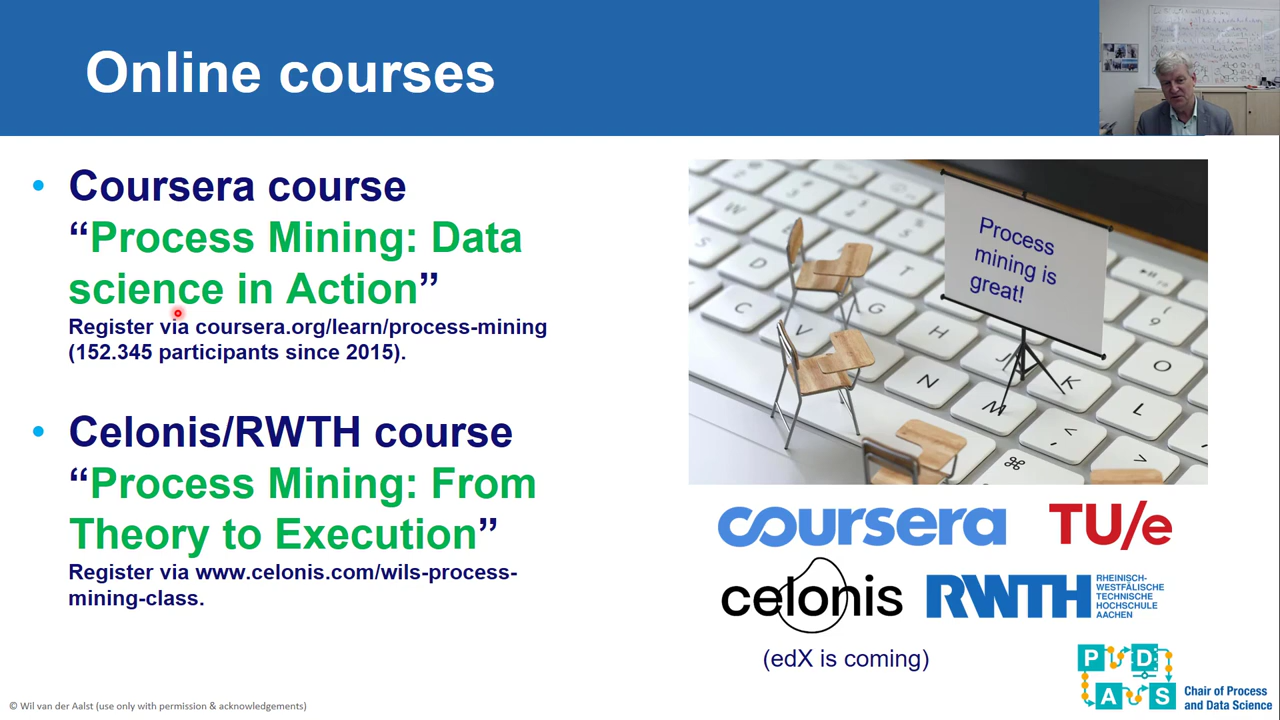 Online courses
• Coursera course
“Process Mining: Data
science in Action”
Register via coursera.org/learn/process-mining
(152.345 participants since 2015).
• Celonis/RWTH course
“Process Mining: From
Theory to Execution”
Register via www.celonis.com/wils-process-
mining-class.
Process
mining is
great!
W
S
D
T
C
G
H
J
K
L
N
M
O
9
coursera
TU/e
celonis
RWTH
RHEINISCH-
WESTFÄLISCHE
TECHNISCHE
HOCHSCHULE
AACHEN
(edX is coming)
P D
A S
Chair of Process
and Data Science
© Wil van der Aalst (use only with permission & acknowledgements)